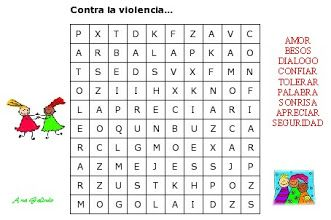 Contra la violencia...
P X T D K F Z A V C
A R B A L A P K A O
T S E D S V X F M N
O Z I I H X K N O F
L A P R E C I A R I
E O Q U N B U Z C A
R C L G M O E X A R
A Z M E J E S S J P
R Z U S T K H P O Z
M O G O L A I D Z S
AMOR
BESOS
DIALOGO
CONFIAR
TOLERAR
PALABRA
SONRISA
APRECIAR
SEGURIDAD
Ana Galindo